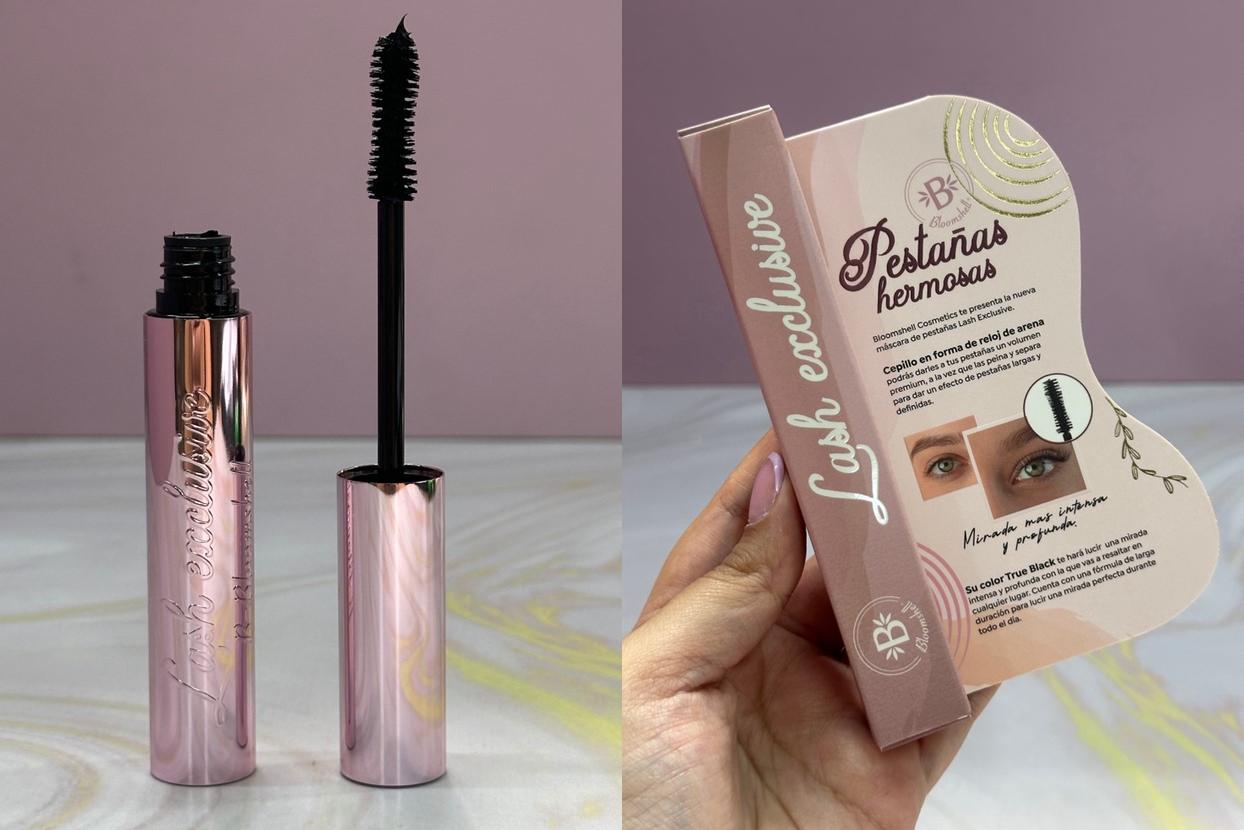 Lash exclusive
B Bloomshell
Lash exclusive
B
Bloomshell
B
Bloomshell
Pestañas
hermosas
Bloomshell Cosmetics te presenta la nueva
máscara de pestañas Lash Exclusive.
Cepillo en forma de reloj de arena
podrás darles a tus pestañas un volumen
premium, a la vez que las peina y separa
para dar un efecto de pestañas largas y
definidas.
Mirada mas intensa
y profunda.
Su color True Black te hará lucir una mirada
intensa y profunda con la que vas a resaltar en
cualquier lugar. Cuenta con una fórmula de larga
duración para lucir una mirada perfecta durante
todo el día.